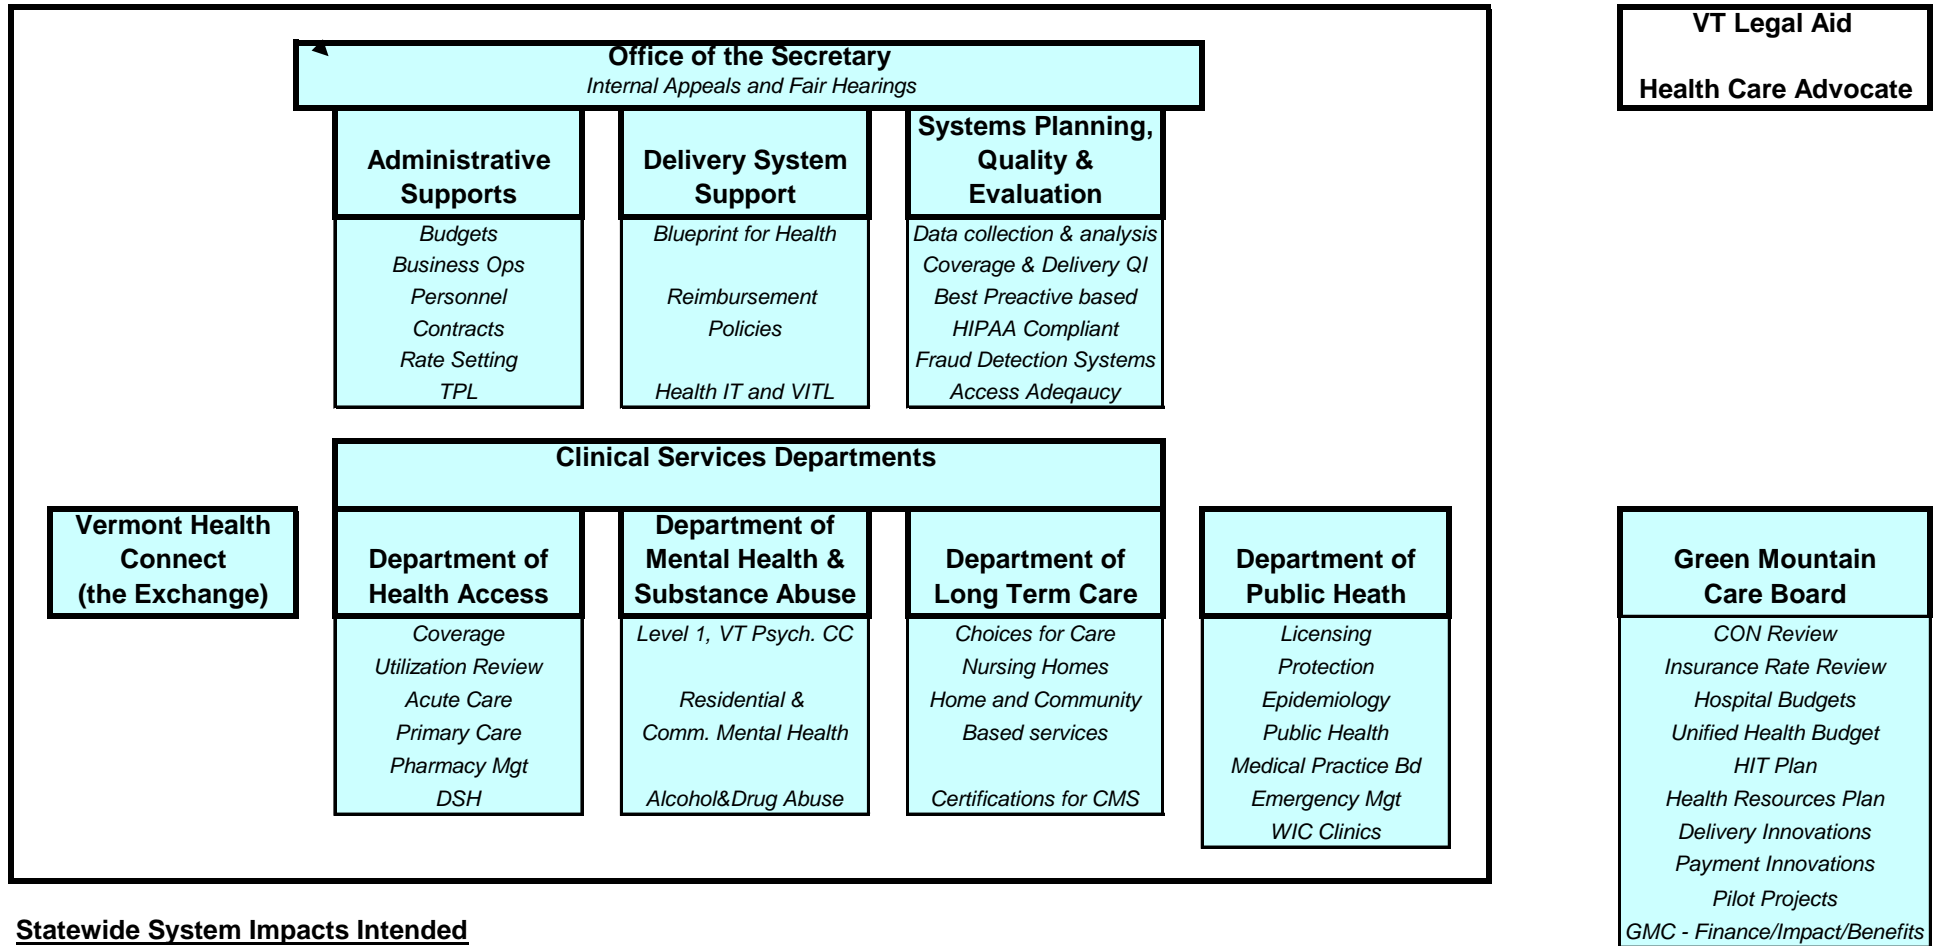 VT Legal Aid
Health Care Advocate
Office of the Secretary
Internal Appeals and Fair Hearings
Administrative
Supports
Budgets
Business Ops
Personnel
Contracts
Rate Setting
TPL
Delivery System
Support
Blueprint for Health
Reimbursement
Policies
Health IT and VITL
Systems Planning,
Quality &
Evaluation
Data collection & analysis
Coverage & Delivery QI
Best Preactive based
HIPAA Compliant
Fraud Detection Systems
Access Adeqaucy
Clinical Services Departments
Vermont Health
Connect
(the Exchange)
Department of
Health Access
Coverage
Utilization Review
Acute Care
Primary Care
Pharmacy Mgt
DSH
Department of
Mental Health &
Substance Abuse
Level 1, VT Psych. CC
Residential &
Comm. Mental Health
Alcohol&Drug Abuse
Department of
Long Term Care
Choices for Care
Nursing Homes
Home and Community
Based services
Certifications for CMS
Department of
Public Heath
Licensing
Protection
Epidemiology
Public Health
Medical Practice Bd
Emergency Mgt
WIC Clinics
Green Mountain
Care Board
CON Review
Insurance Rate Review
Hospital Budgets
Unified Health Budget
HIT Plan
Health Resources Plan
Delivery Innovations
Payment Innovations
Pilot Projects
GMC - Finance/Impact/Benefits
Statewide System Impacts Intended